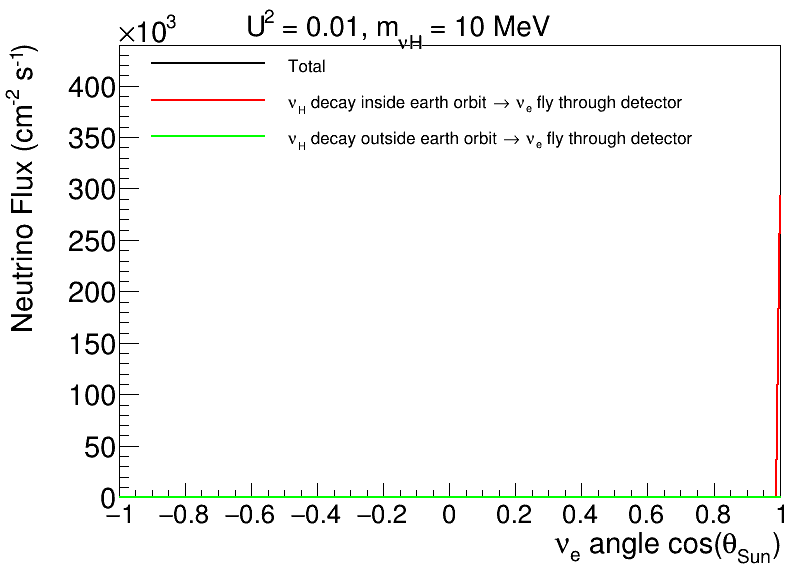 ×10³ U² = 0.01, m_νH = 10 MeV
Total
ν_H decay inside earth orbit → ν_e fly through detector
ν_H decay outside earth orbit → ν_e fly through detector
Neutrino Flux (cm⁻² s⁻¹)
400
350
300
250
200
150
100
50
0
−1 −0.8 −0.6 −0.4 −0.2 0 0.2 0.4 0.6 0.8 1
ν_e angle cos(θ_Sun)